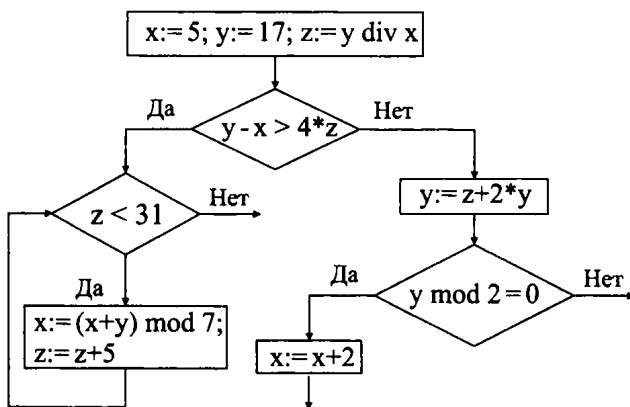 x:= 5; y:= 17; z:= y div x
Да
y - x > 4*z
Нет
z < 31
Нет
y:= z+2*y
Да
x:= (x+y) mod 7;
z:= z+5
Да
y mod 2 = 0
Нет
x:= x+2